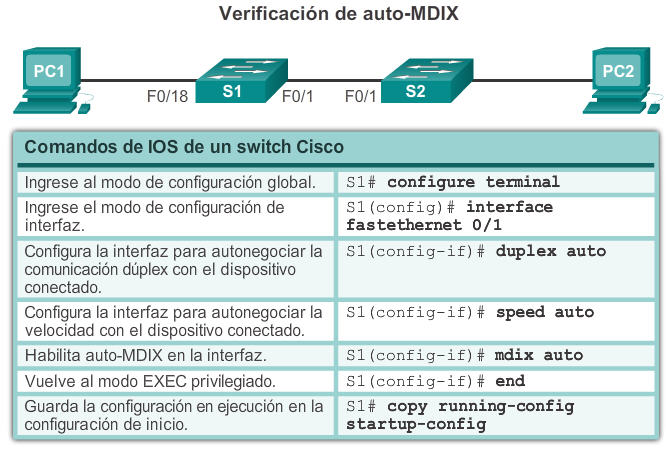 Verificación de auto-MDIX
PC1
F0/18
S1
F0/1
F0/1
S2
PC2
Comandos de IOS de un switch Cisco
Ingrese al modo de configuración global.
S1# configure terminal
Ingrese el modo de configuración de
interfaz.
S1(config)# interface
fastethernet 0/1
Configura la interfaz para autonegociar la
comunicación dúplex con el dispositivo
conectado.
S1(config-if)# duplex auto
Configura la interfaz para autonegociar la
velocidad con el dispositivo conectado.
S1(config-if)# speed auto
Habilita auto-MDIX en la interfaz.
S1(config-if)# mdix auto
Vuelve al modo EXEC privilegiado.
S1(config-if)# end
Guarda la configuración en ejecución en la
configuración de inicio.
S1# copy running-config
startup-config